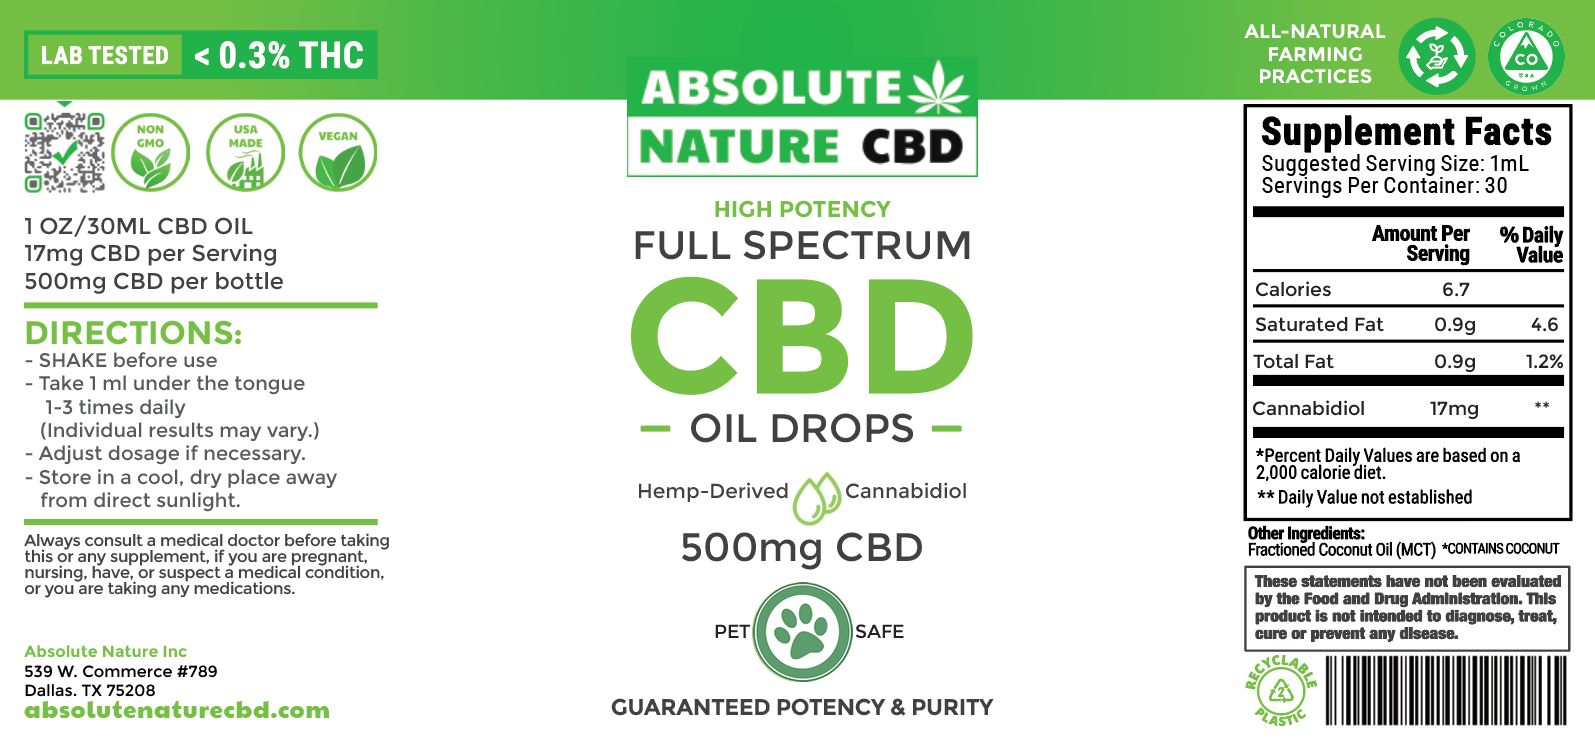 LAB TESTED < 0.3% THC
NON
GMO
USA
MADE
VEGAN
1 OZ/30ML CBD OIL
17mg CBD per Serving
500mg CBD per bottle
DIRECTIONS:
- SHAKE before use
- Take 1 ml under the tongue
1-3 times daily
(Individual results may vary.)
- Adjust dosage if necessary.
- Store in a cool, dry place away
from direct sunlight.
Always consult a medical doctor before taking
this or any supplement, if you are pregnant,
nursing, have, or suspect a medical condition,
or you are taking any medications.
Absolute Nature Inc
539 W. Commerce #789
Dallas. TX 75208
absolutenaturecbd.com
ABSOLUTE
NATURE CBD
HIGH POTENCY
FULL SPECTRUM
CBD
— OIL DROPS —
Hemp-Derived Cannabidiol
500mg CBD
PET SAFE
GUARANTEED POTENCY & PURITY
ALL-NATURAL
FARMING
PRACTICES
COLORADO
CO
USA
GROWN
Supplement Facts
Suggested Serving Size: 1mL
Servings Per Container: 30
Amount Per % Daily
Serving Value
Calories 6.7
Saturated Fat 0.9g 4.6
Total Fat 0.9g 1.2%
Cannabidiol 17mg **
*Percent Daily Values are based on a
2,000 calorie diet.
** Daily Value not established
Other Ingredients:
Fractioned Coconut Oil (MCT) *CONTAINS COCONUT
These statements have not been evaluated
by the Food and Drug Administration. This
product is not intended to diagnose, treat,
cure or prevent any disease.
RECYCLABLE
2
PLASTIC